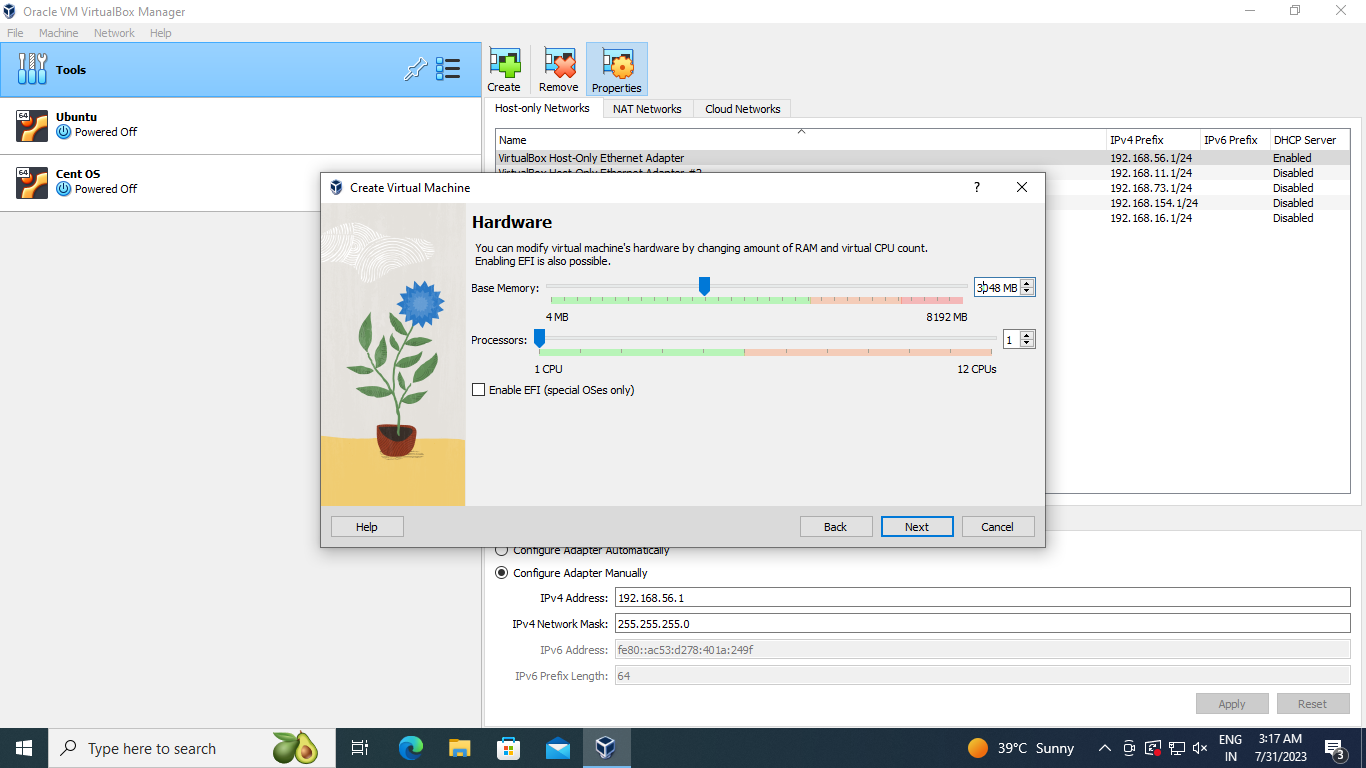 Oracle VM VirtualBox Manager
File Machine Network Help
Tools
Create Remove Properties
64 Ubuntu
Powered Off
64 Cent OS
Powered Off
Host-only Networks NAT Networks Cloud Networks
Name IPv4 Prefix IPv6 Prefix DHCP Server
VirtualBox Host-Only Ethernet Adapter 192.168.56.1/24 Enabled
VirtualBox Host-Only Ethernet Adapter #2 192.168.11.1/24 Disabled
192.168.73.1/24 Disabled
192.168.154.1/24 Disabled
192.168.16.1/24 Disabled
Create Virtual Machine ?
Hardware
You can modify virtual machine's hardware by changing amount of RAM and virtual CPU count.
Enabling EFI is also possible.
Base Memory: 3048 MB
4 MB 8192 MB
Processors: 1
1 CPU 12 CPUs
Enable EFI (special OSes only)
Help Back Next Cancel
Configure Adapter Automatically
Configure Adapter Manually
IPv4 Address: 192.168.56.1
IPv4 Network Mask: 255.255.255.0
IPv6 Address: fe80::ac53:d278:401a:249f
IPv6 Prefix Length: 64
Apply Reset
Type here to search
39°C Sunny
ENG
IN
3:17 AM
7/31/2023
3